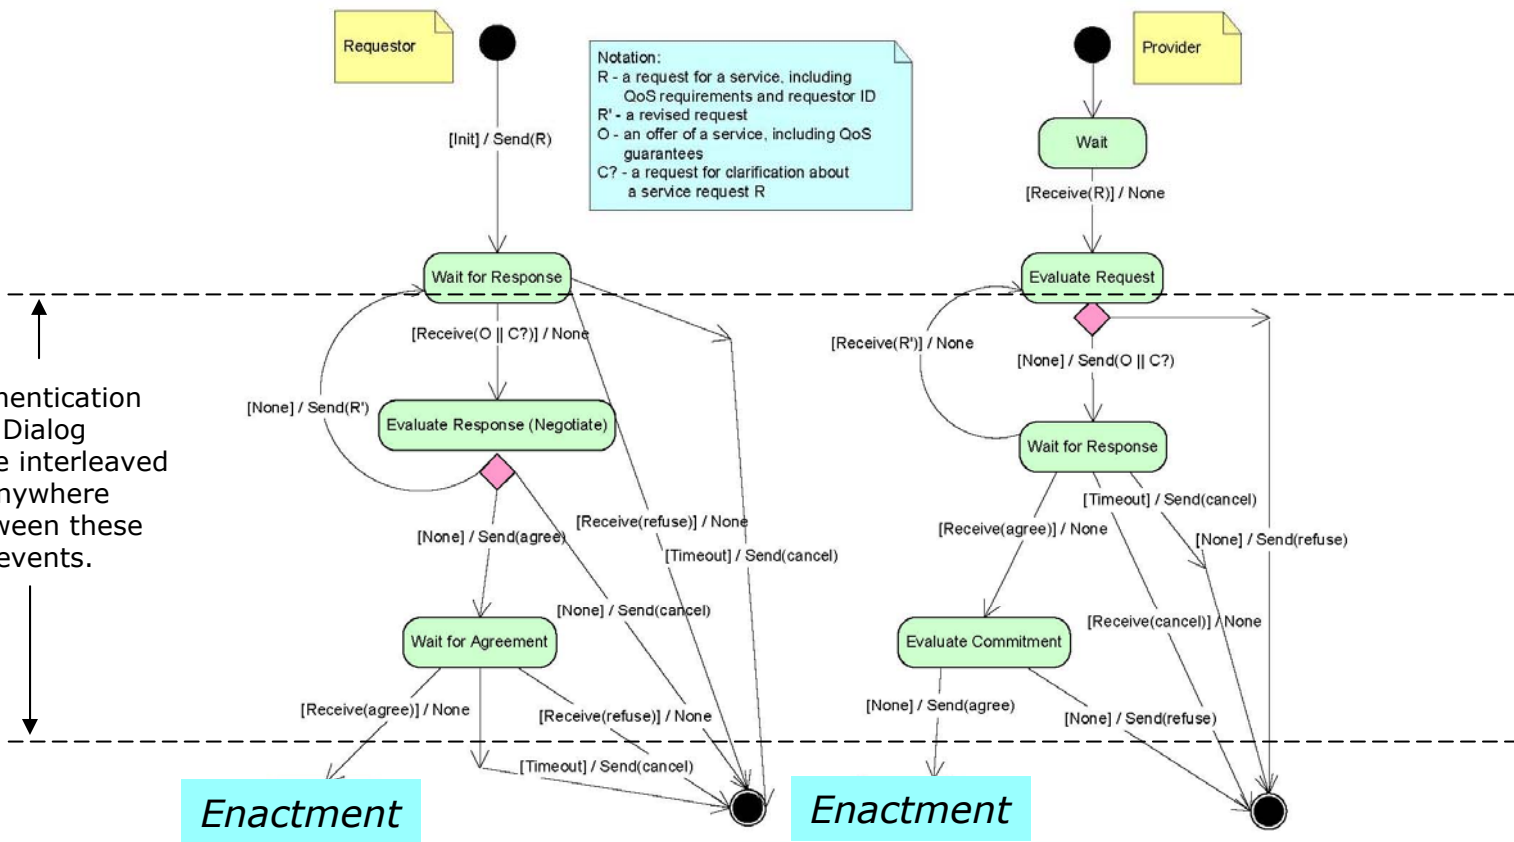 Requestor
Notation:
R - a request for a service, including
QoS requirements and requestor ID
R' - a revised request
O - an offer of a service, including QoS
guarantees
C? - a request for clarification about
a service request R
Provider
[Init] / Send(R)
Wait
[Receive(R)] / None
Wait for Response
Evaluate Request
[Receive(O || C?)] / None
[Receive(R')] / None
[None] / Send(O || C?)
[None] / Send(R')
Evaluate Response (Negotiate)
Wait for Response
Dialog
interleaved
these
events.
[None] / Send(agree)
[Receive(refuse)] / None
[Timeout] / Send(cancel)
[Timeout] / Send(cancel)
[Receive(agree)] / None
[None] / Send(refuse)
[None] / Send(cancel)
[Receive(cancel)] / None
Wait for Agreement
Evaluate Commitment
[Receive(agree)] / None
[Receive(refuse)] / None
[None] / Send(agree)
[None] / Send(refuse)
[Timeout] / Send(cancel)
Enactment
Enactment